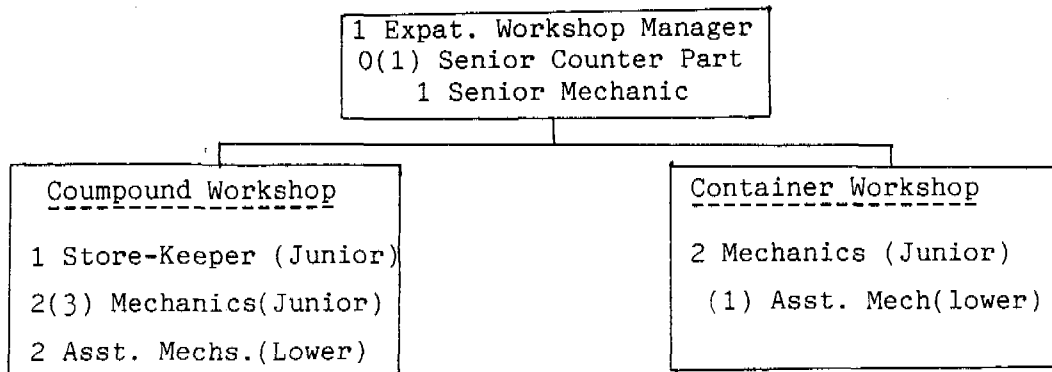 1 Expat. Workshop Manager
0(1) Senior Counter Part
1 Senior Mechanic
Coumpound Workshop
1 Store-Keeper (Junior)
2(3) Mechanics(Junior)
2 Asst. Mechs.(Lower)
Container Workshop
2 Mechanics (Junior)
(1) Asst. Mech(lower)